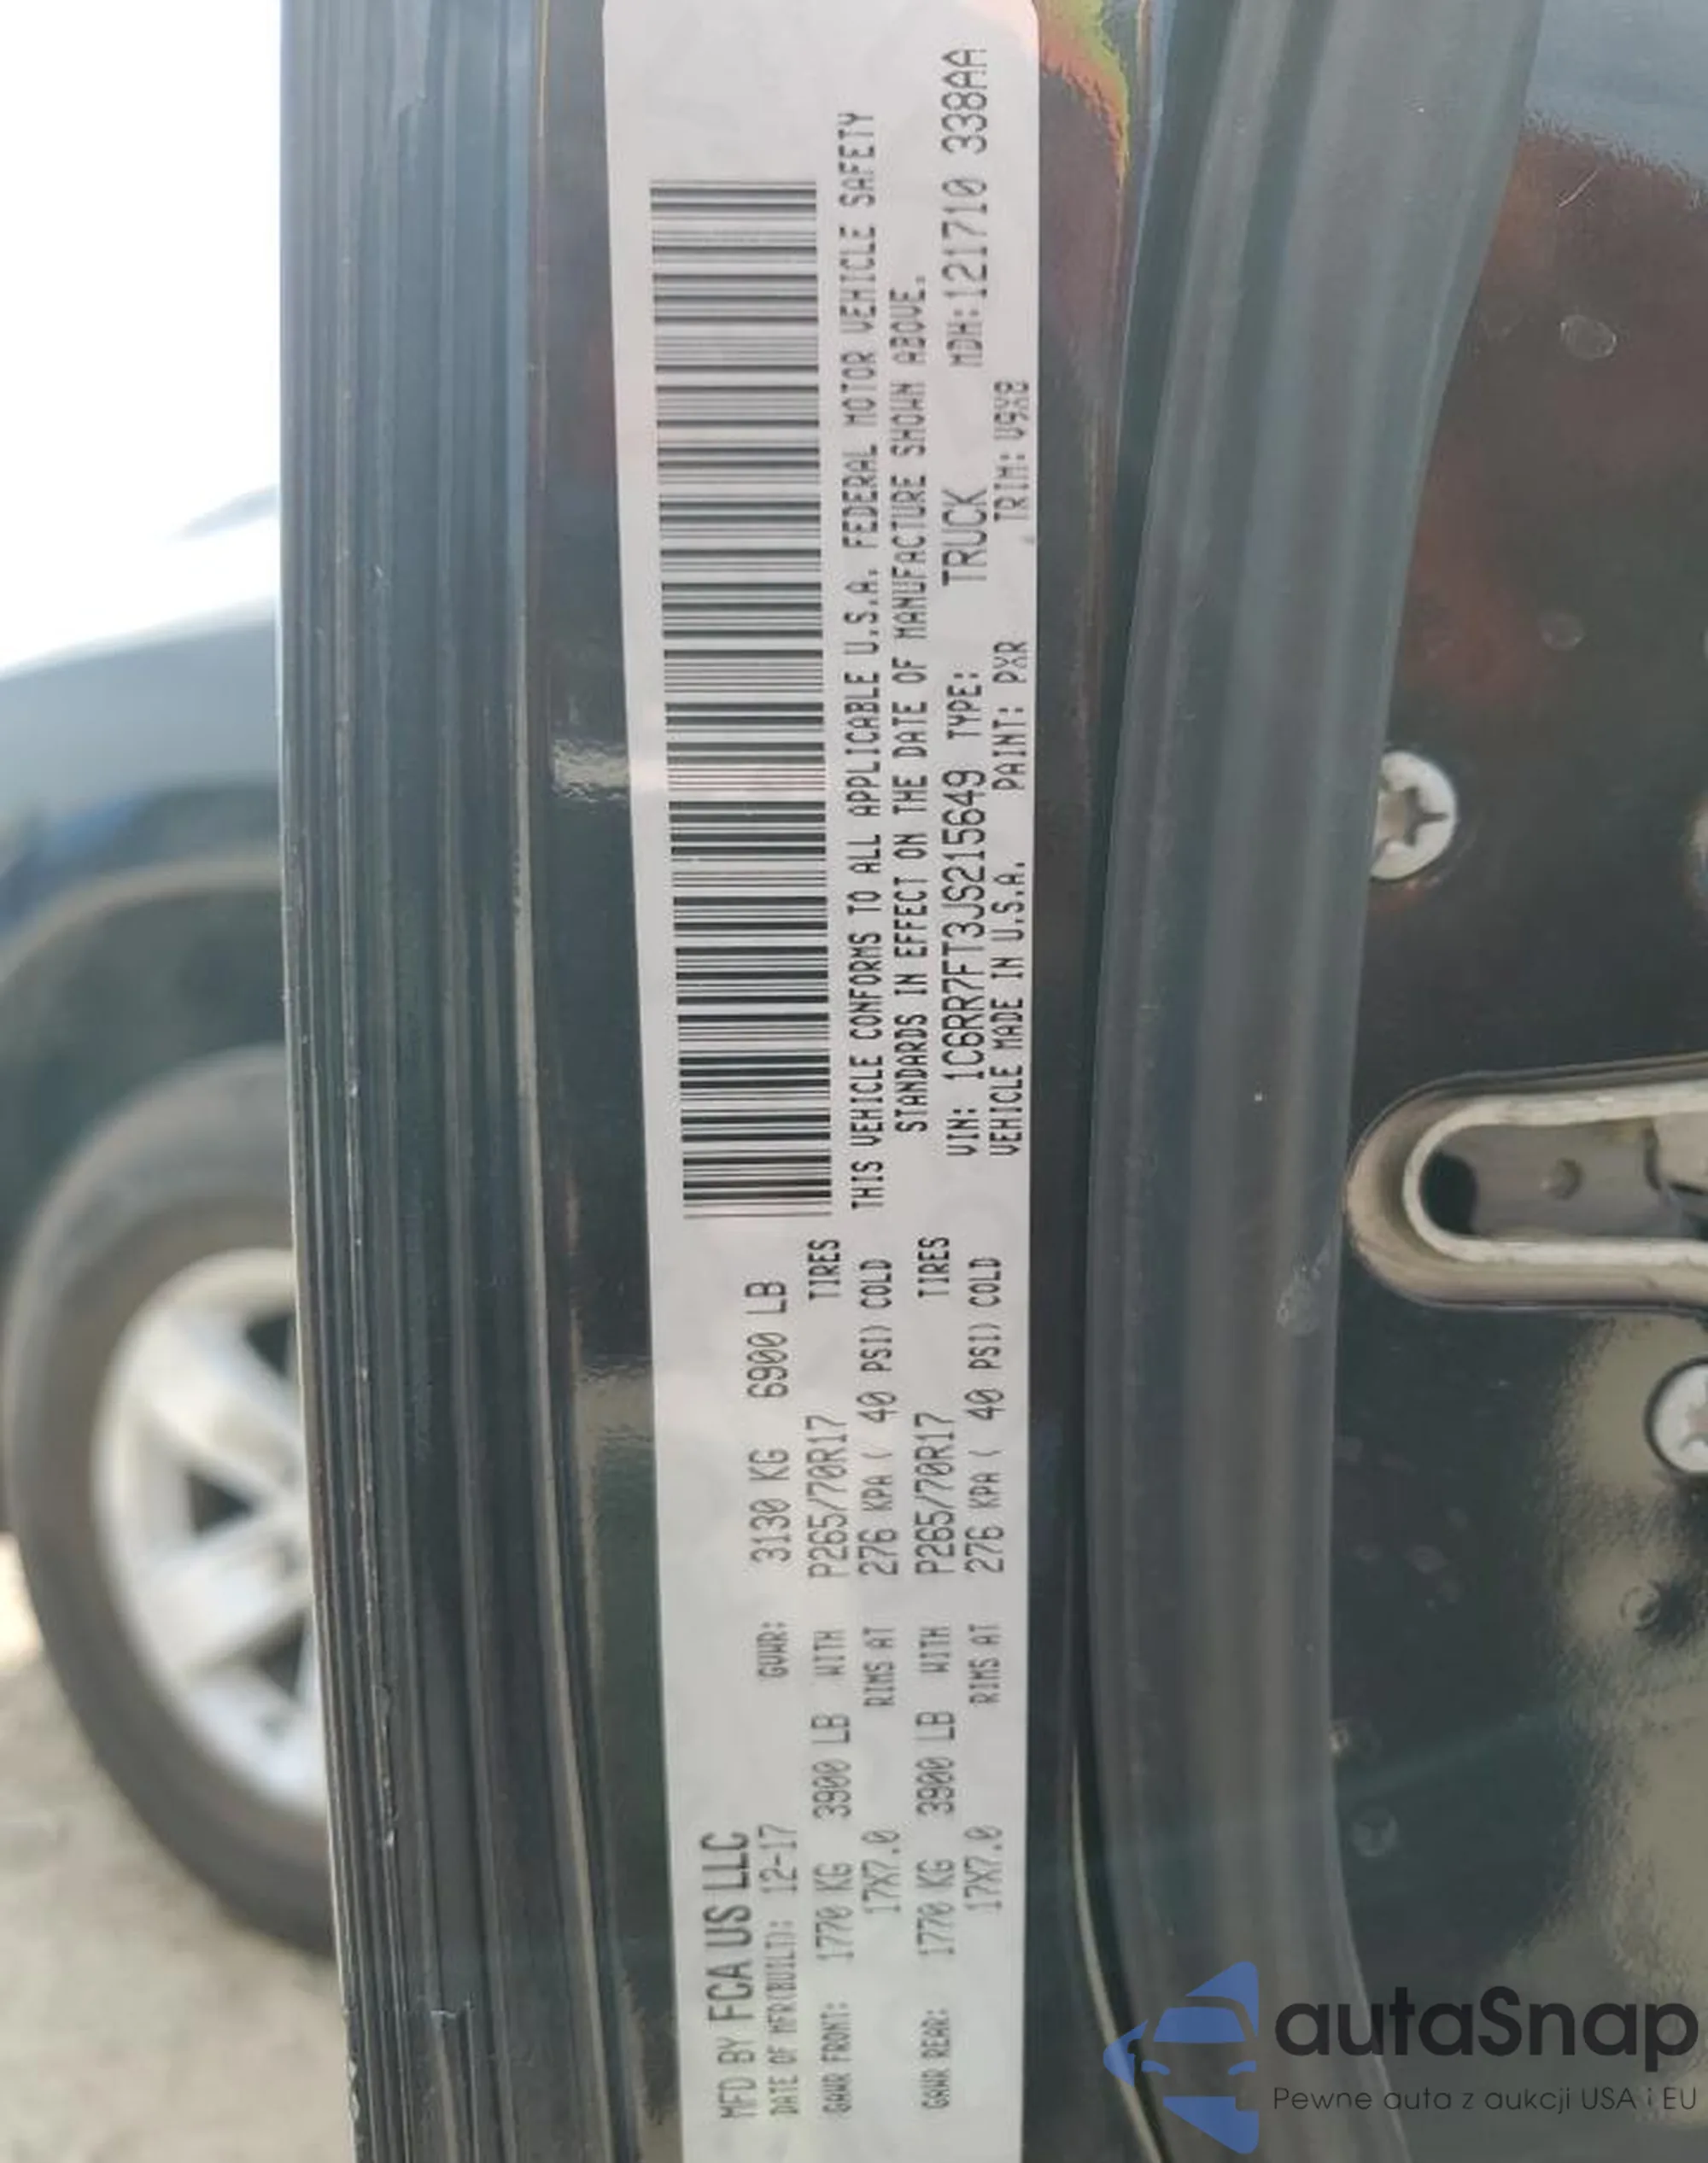 MFD BY FCA US LLC
DATE OF MFR(BUILT): 12-17 GVWR: 3130 KG 6900 LB
GAWR FRONT: 1770 KG 3900 LB WITH P265/70R17 TIRES
17X7.0 RIMS AT 276 KPA ( 40 PSI) COLD
GAWR REAR: 1770 KG 3900 LB WITH P265/70R17 TIRES
17X7.0 RIMS AT 276 KPA ( 40 PSI) COLD
THIS VEHICLE CONFORMS TO ALL APPLICABLE U.S.A. FEDERAL MOTOR VEHICLE SAFETY
STANDARDS IN EFFECT ON THE DATE OF MANUFACTURE SHOWN ABOVE.
VIN: 1C6RR7FT3JS215649 TYPE: TRUCK MDH:121710 338AA
VEHICLE MADE IN U.S.A. PAINT: PXR TRIM: V9X8
autaSnap
Pewne auta z aukcji USA i EU